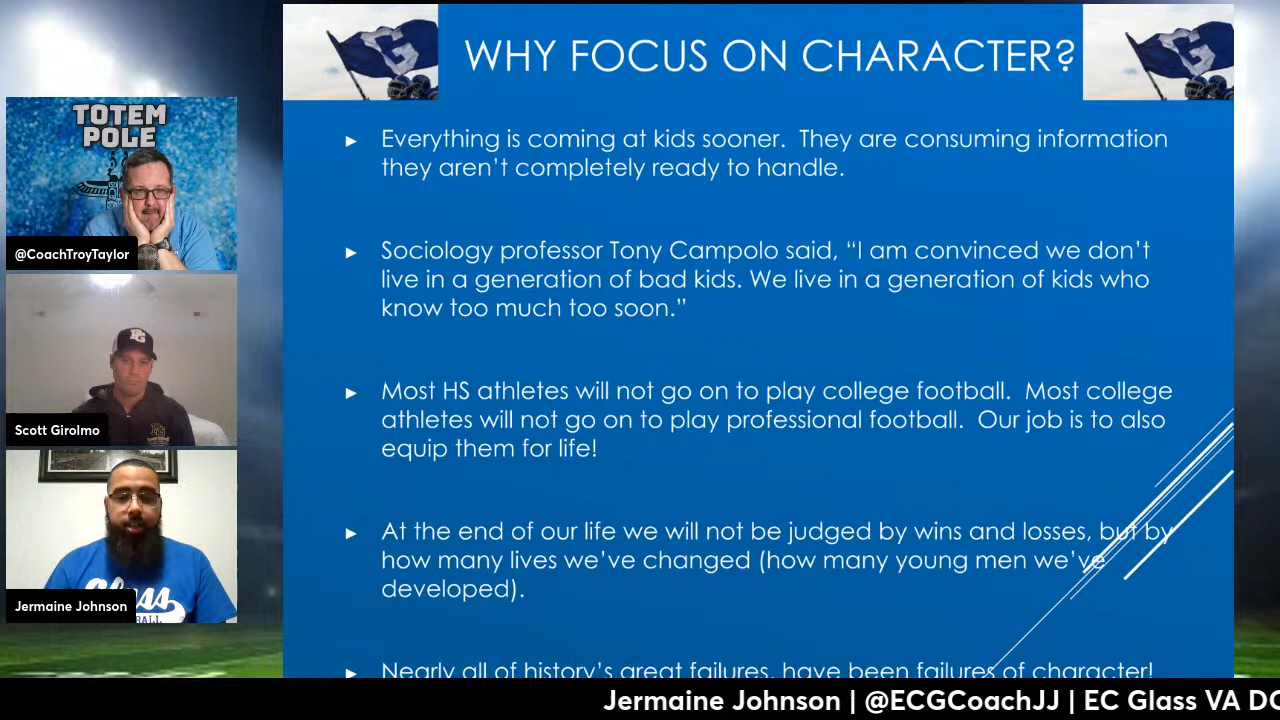 WHY FOCUS ON CHARACTER?
► Everything is coming at kids sooner. They are consuming information
they aren’t completely ready to handle.
► Sociology professor Tony Campolo said, “I am convinced we don’t
live in a generation of bad kids. We live in a generation of kids who
know too much too soon.”
► Most HS athletes will not go on to play college football. Most college
athletes will not go on to play professional football. Our job is to also
equip them for life!
► At the end of our life we will not be judged by wins and losses, but by
how many lives we’ve changed (how many young men we’ve
developed).
► Nearly all of history’s great failures, have been failures of character!
TOTEM
POLE
@CoachTroyTaylor
PG
Scott Girolmo
Jermaine Johnson
G
G
Jermaine Johnson | @ECGCoachJJ | EC Glass VA DC